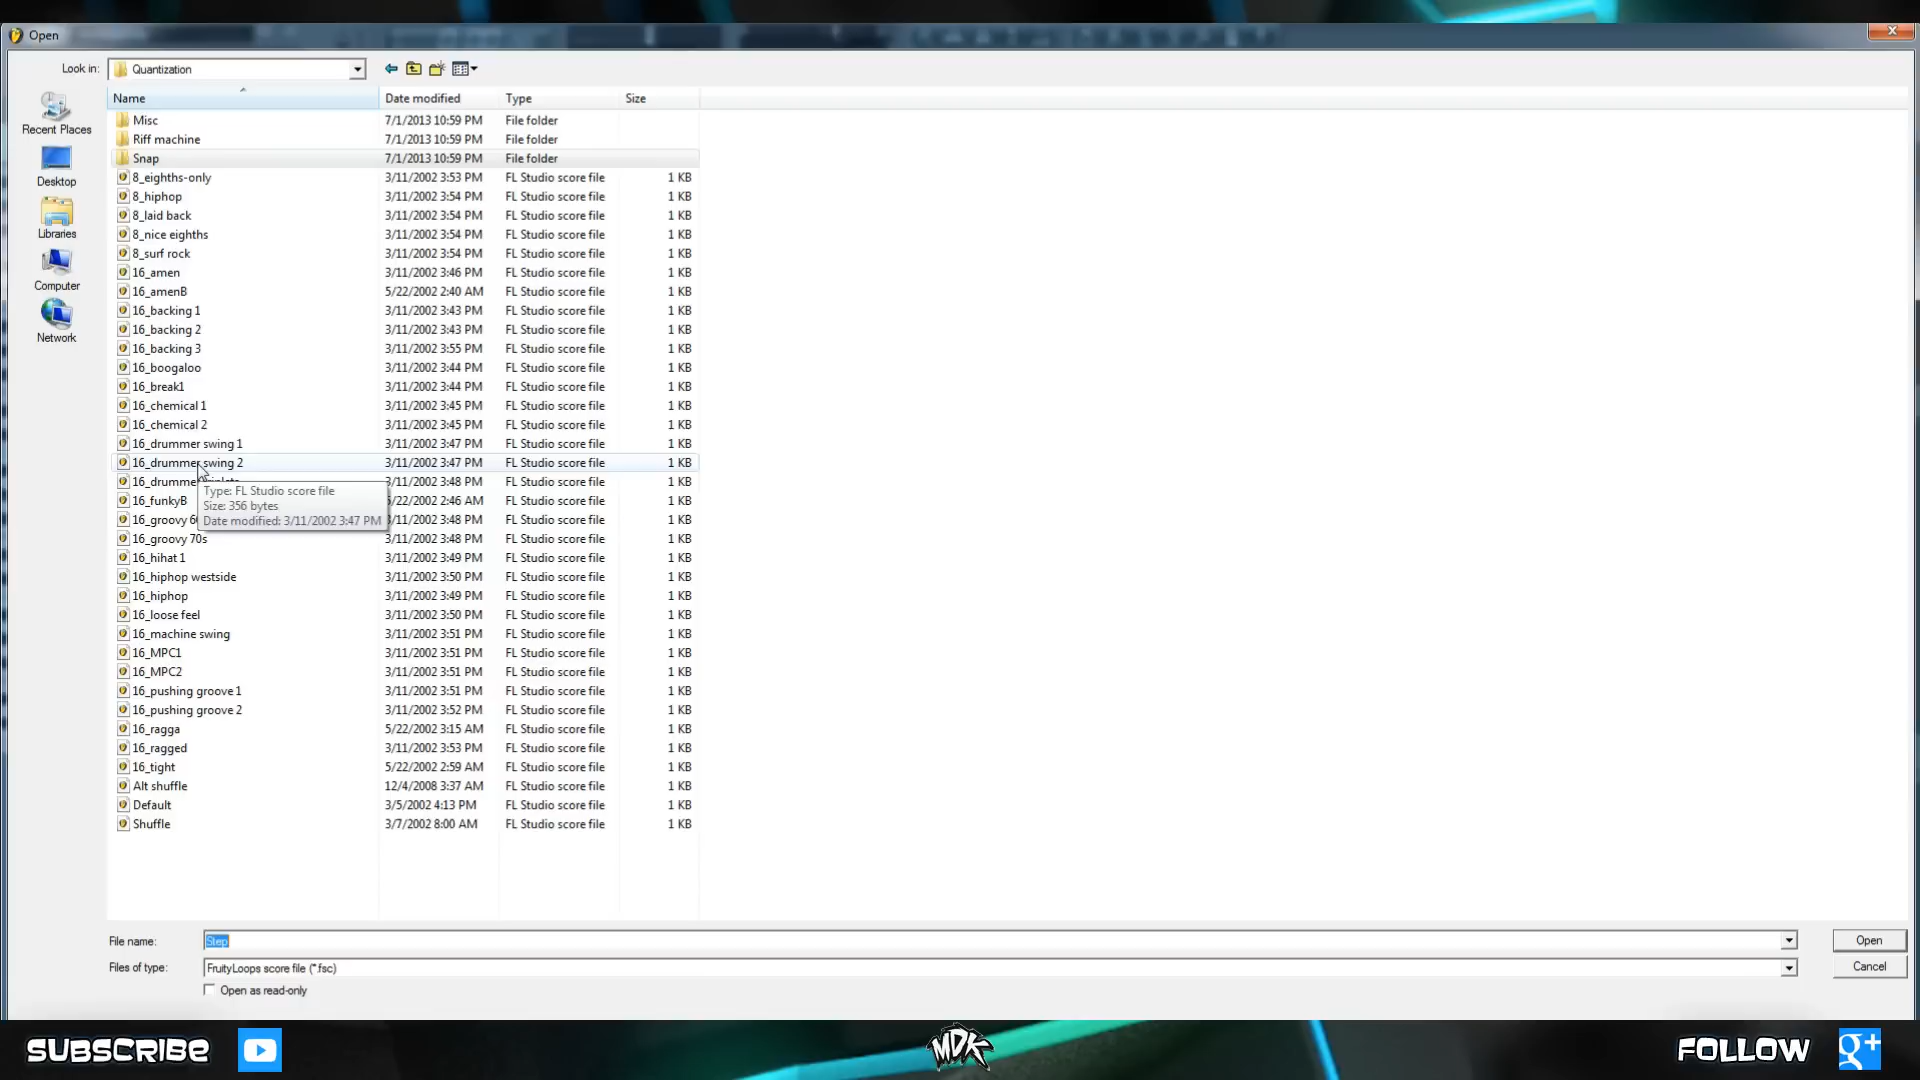 Open
Look in: Quantization
Name Date modified Type Size
Recent Places
Desktop
Libraries
Computer
Network
Misc 7/1/2013 10:59 PM File folder
Riff machine 7/1/2013 10:59 PM File folder
Snap 7/1/2013 10:59 PM File folder
8_eighths-only 3/11/2002 3:53 PM FL Studio score file 1 KB
8_hiphop 3/11/2002 3:54 PM FL Studio score file 1 KB
8_laid back 3/11/2002 3:54 PM FL Studio score file 1 KB
8_nice eighths 3/11/2002 3:54 PM FL Studio score file 1 KB
8_surf rock 3/11/2002 3:54 PM FL Studio score file 1 KB
16_amen 3/11/2002 3:46 PM FL Studio score file 1 KB
16_amenB 5/22/2002 2:40 AM FL Studio score file 1 KB
16_backing 1 3/11/2002 3:43 PM FL Studio score file 1 KB
16_backing 2 3/11/2002 3:43 PM FL Studio score file 1 KB
16_backing 3 3/11/2002 3:55 PM FL Studio score file 1 KB
16_boogaloo 3/11/2002 3:44 PM FL Studio score file 1 KB
16_break1 3/11/2002 3:44 PM FL Studio score file 1 KB
16_chemical 1 3/11/2002 3:45 PM FL Studio score file 1 KB
16_chemical 2 3/11/2002 3:45 PM FL Studio score file 1 KB
16_drummer swing 1 3/11/2002 3:47 PM FL Studio score file 1 KB
16_drummer swing 2 3/11/2002 3:47 PM FL Studio score file 1 KB
16_drumme 3/11/2002 3:48 PM FL Studio score file 1 KB
Type: FL Studio score file
Size: 356 bytes
Date modified: 3/11/2002 3:47 PM
16_funkyB /22/2002 2:46 AM FL Studio score file 1 KB
16_groovy 3/11/2002 3:48 PM FL Studio score file 1 KB
16_groovy 70s 3/11/2002 3:48 PM FL Studio score file 1 KB
16_hihat 1 3/11/2002 3:49 PM FL Studio score file 1 KB
16_hiphop westside 3/11/2002 3:50 PM FL Studio score file 1 KB
16_hiphop 3/11/2002 3:49 PM FL Studio score file 1 KB
16_loose feel 3/11/2002 3:50 PM FL Studio score file 1 KB
16_machine swing 3/11/2002 3:51 PM FL Studio score file 1 KB
16_MPC1 3/11/2002 3:51 PM FL Studio score file 1 KB
16_MPC2 3/11/2002 3:51 PM FL Studio score file 1 KB
16_pushing groove 1 3/11/2002 3:51 PM FL Studio score file 1 KB
16_pushing groove 2 3/11/2002 3:52 PM FL Studio score file 1 KB
16_ragga 5/22/2002 3:15 AM FL Studio score file 1 KB
16_ragged 3/11/2002 3:53 PM FL Studio score file 1 KB
16_tight 5/22/2002 2:59 AM FL Studio score file 1 KB
Alt shuffle 12/4/2008 3:37 AM FL Studio score file 1 KB
Default 3/5/2002 4:13 PM FL Studio score file 1 KB
Shuffle 3/7/2002 8:00 AM FL Studio score file 1 KB
File name: Step Open
Files of type: FruityLoops score file (*.fsc) Cancel
Open as read-only
SUBSCRIBE MDK FOLLOW g+